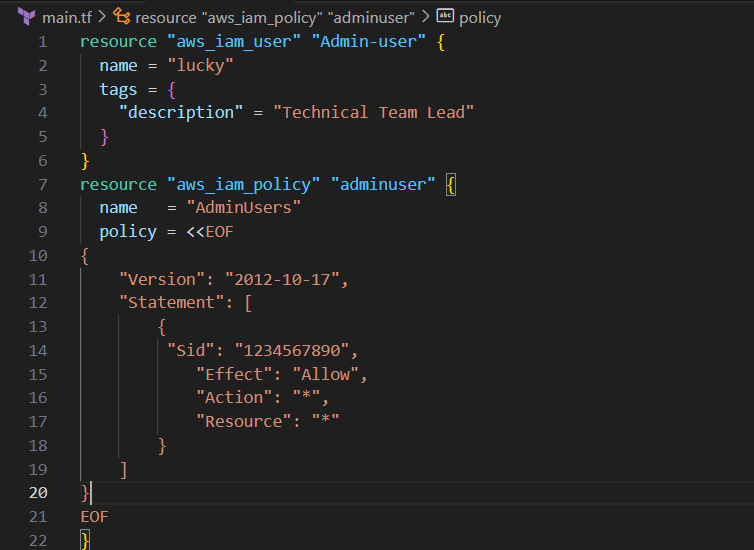 main.tf > resource "aws_iam_policy" "adminuser" > abc policy
1 resource "aws_iam_user" "Admin-user" {
2 name = "lucky"
3 tags = {
4 "description" = "Technical Team Lead"
5 }
6 }
7 resource "aws_iam_policy" "adminuser" {
8 name   = "AdminUsers"
9 policy = <<EOF
10 {
11 "Version": "2012-10-17",
12 "Statement": [
13 {
14 "Sid": "1234567890",
15 "Effect": "Allow",
16 "Action": "*",
17 "Resource": "*"
18 }
19 ]
20 }
21 EOF
22 }